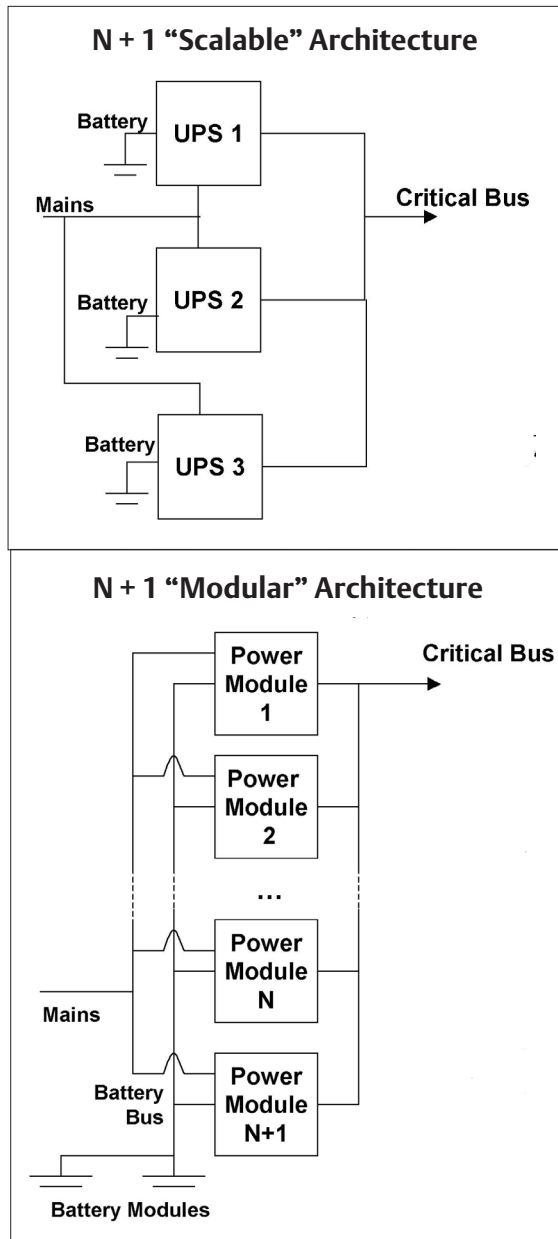 N + 1 “Scalable” Architecture
Battery
UPS 1
Mains
Critical Bus
Battery
UPS 2
Battery
UPS 3
N + 1 “Modular” Architecture
Power
Module
1
Critical Bus
Power
Module
2
...
Power
Module
N
Mains
Power
Module
N+1
Battery
Bus
Battery Modules